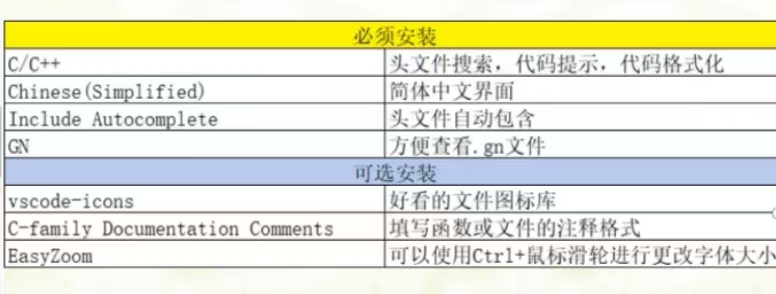 必须安装
C/C++ 头文件搜索，代码提示，代码格式化
Chinese(Simplified) 简体中文界面
Include Autocomplete 头文件自动包含
GN 方便查看.gn文件
可选安装
vscode-icons 好看的文件图标库
C-family Documentation Comments 填写函数或文件的注释格式
EasyZoom 可以使用Ctrl+鼠标滑轮进行更改字体大小